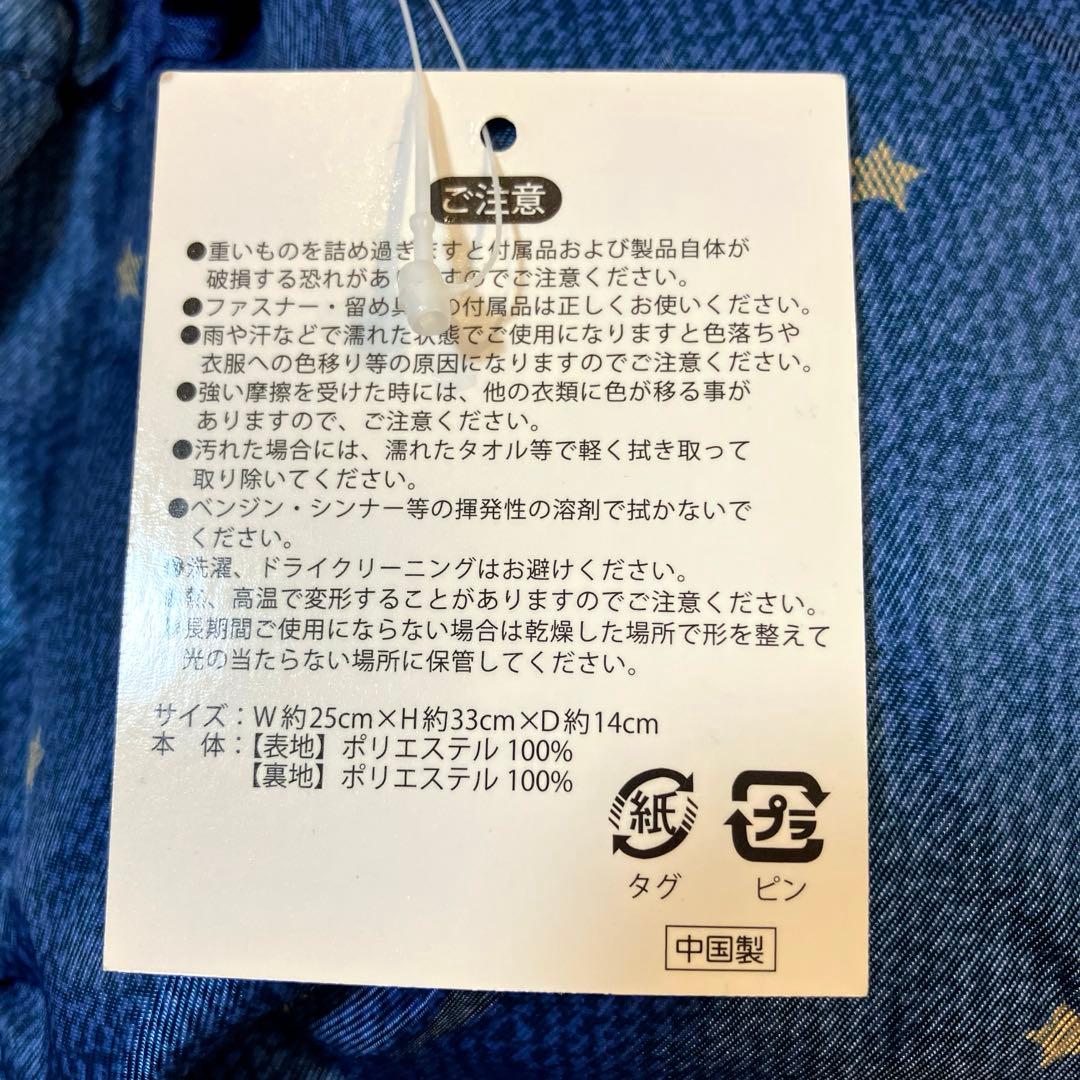 ご注意
●重いものを詰め過ぎますと付属品および製品自体が
破損する恐れがありますのでご注意ください。
●ファスナー・留め具の付属品は正しくお使いください。
●雨や汗などで濡れた状態でご使用になりますと色落ちや
衣服への色移り等の原因になりますのでご注意ください。
●強い摩擦を受けた時には、他の衣類に色が移る事が
ありますので、ご注意ください。
●汚れた場合には、濡れたタオル等で軽く拭き取って
取り除いてください。
●ベンジン・シンナー等の揮発性の溶剤で拭かないで
ください。
●洗濯、ドライクリーニングはお避けください。
●熱、高温で変形することがありますのでご注意ください。
●長期間ご使用にならない場合は乾燥した場所で形を整えて
光の当たらない場所に保管してください。
サイズ：W約25cm×H約33cm×D約14cm
本　体：【表地】ポリエステル 100%
【裏地】ポリエステル 100%
紙 プラ
タグ ピン
中国製